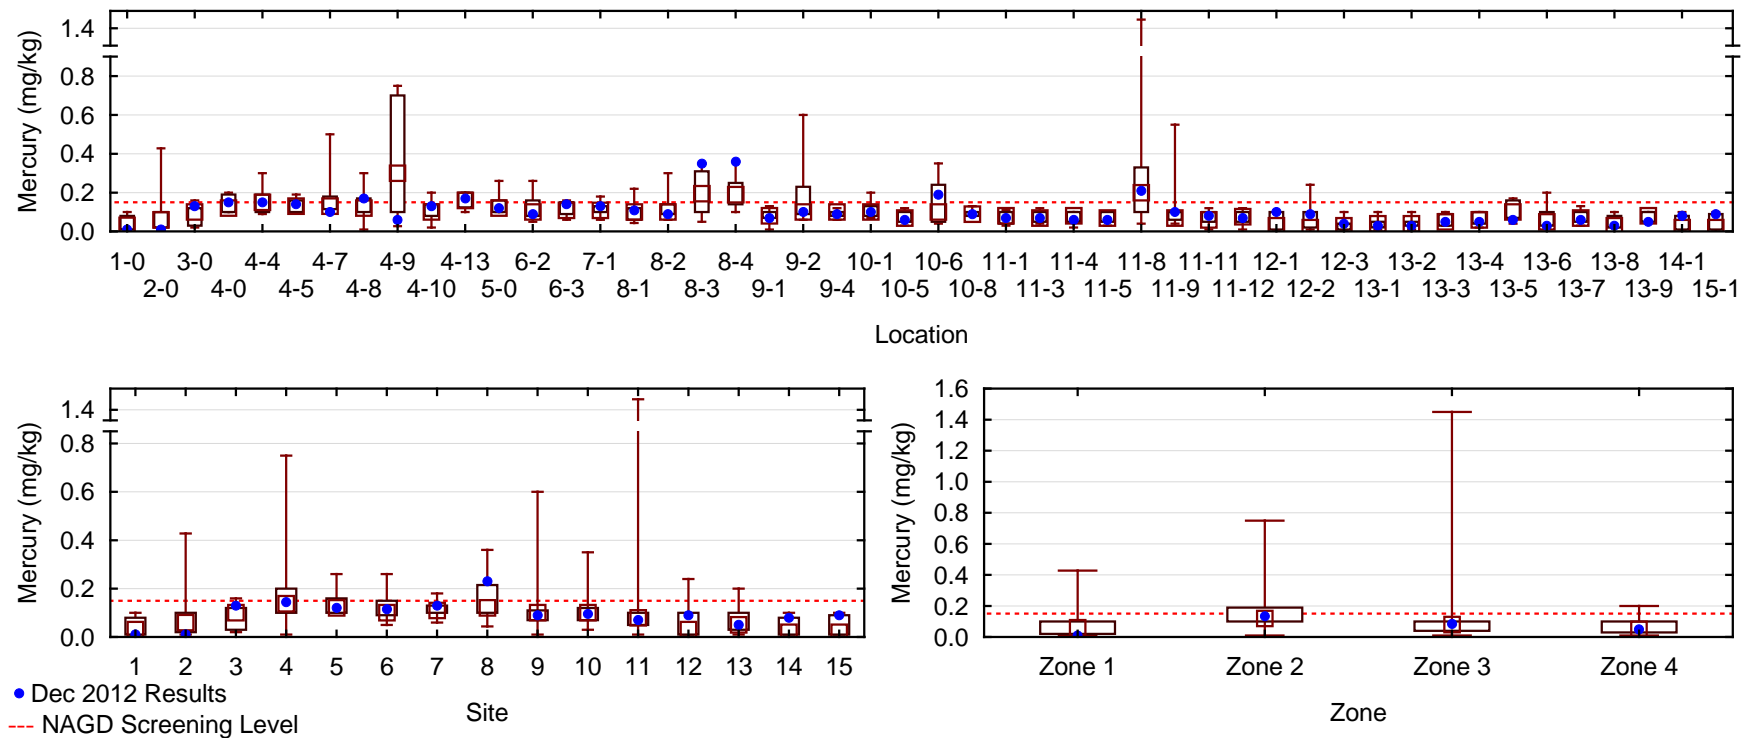 1.4
0.8
0.6
0.4
0.2
0.0
Mercury (mg/kg)
1-0 3-0 4-4 4-7 4-9 4-13 6-2 7-1 8-2 8-4 9-2 10-1 10-6 11-1 11-4 11-8 11-11 12-1 12-3 13-2 13-4 13-6 13-8 14-1
2-0 4-0 4-5 4-8 4-10 5-0 6-3 8-1 8-3 9-1 9-4 10-5 10-8 11-3 11-5 11-9 11-12 12-2 13-1 13-3 13-5 13-7 13-9 15-1
Location
1.4
0.8
0.6
0.4
0.2
0.0
Mercury (mg/kg)
1 2 3 4 5 6 7 8 9 10 11 12 13 14 15
Site
1.6
1.4
1.2
1.0
0.8
0.6
0.4
0.2
0.0
Mercury (mg/kg)
Zone 1 Zone 2 Zone 3 Zone 4
Zone
Dec 2012 Results
NAGD Screening Level